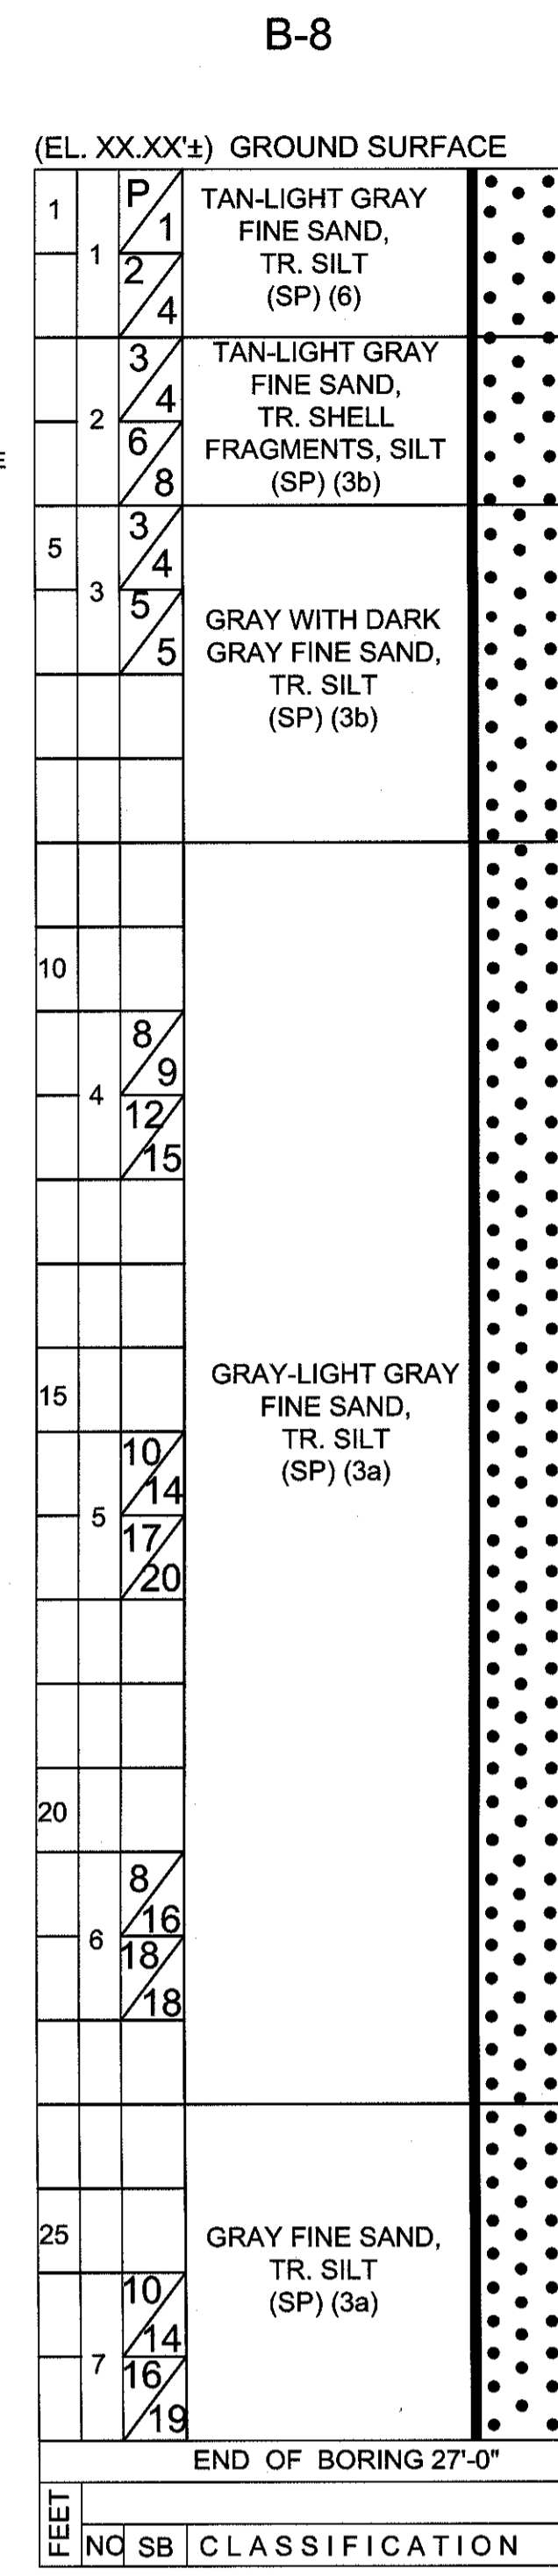 B-8
(EL. XX.XX'±) GROUND SURFACE
1
1
P/1
2/4
TAN-LIGHT GRAY
FINE SAND,
TR. SILT
(SP) (6)
2
3/4
6/8
TAN-LIGHT GRAY
FINE SAND,
TR. SHELL
FRAGMENTS, SILT
(SP) (3b)
E
5
3
3/4
5/5
GRAY WITH DARK
GRAY FINE SAND,
TR. SILT
(SP) (3b)
10
4
8/9
12/15
15
GRAY-LIGHT GRAY
FINE SAND,
TR. SILT
(SP) (3a)
5
10/14
17/20
20
6
8/16
18/18
25
GRAY FINE SAND,
TR. SILT
(SP) (3a)
7
10/14
16/19
END OF BORING 27'-0"
FEET
NO SB CLASSIFICATION